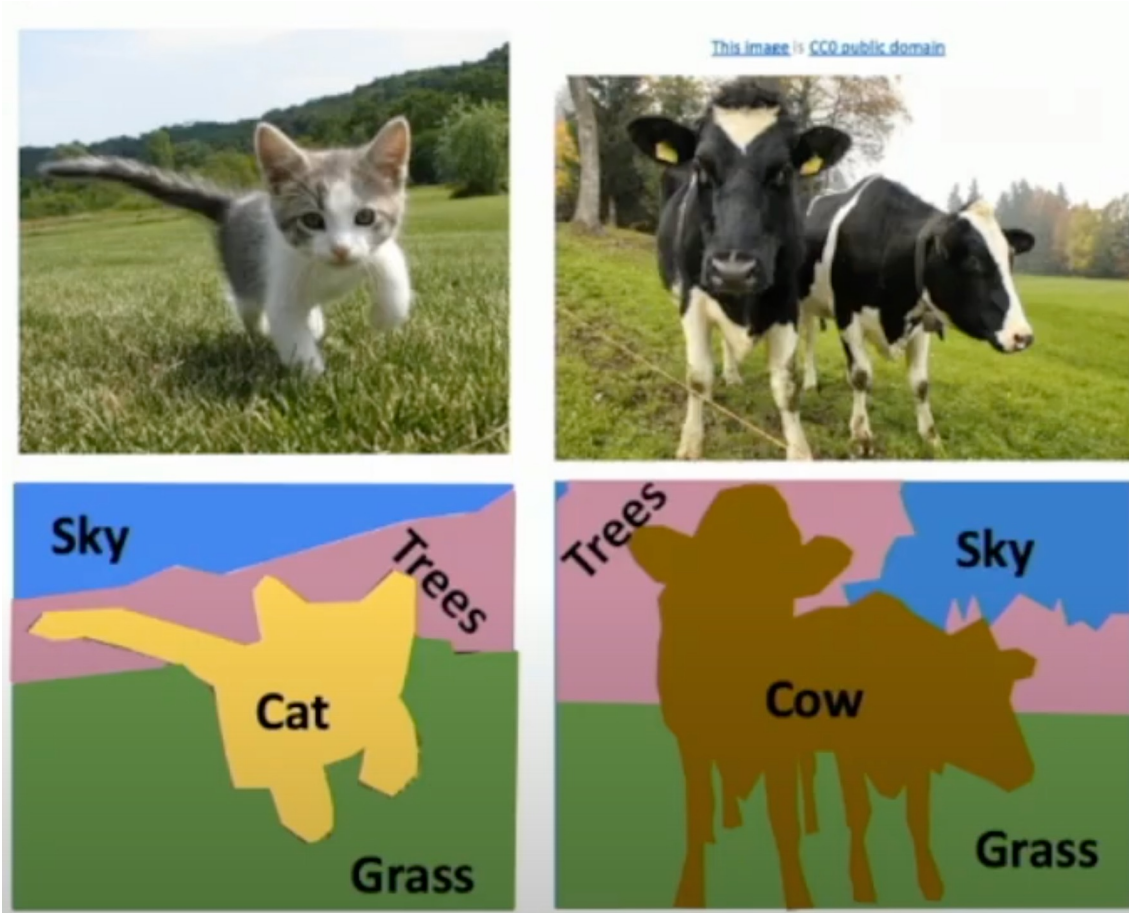 This image is CC0 public domain
Sky
Trees
Cat
Grass
Trees
Sky
Cow
Grass